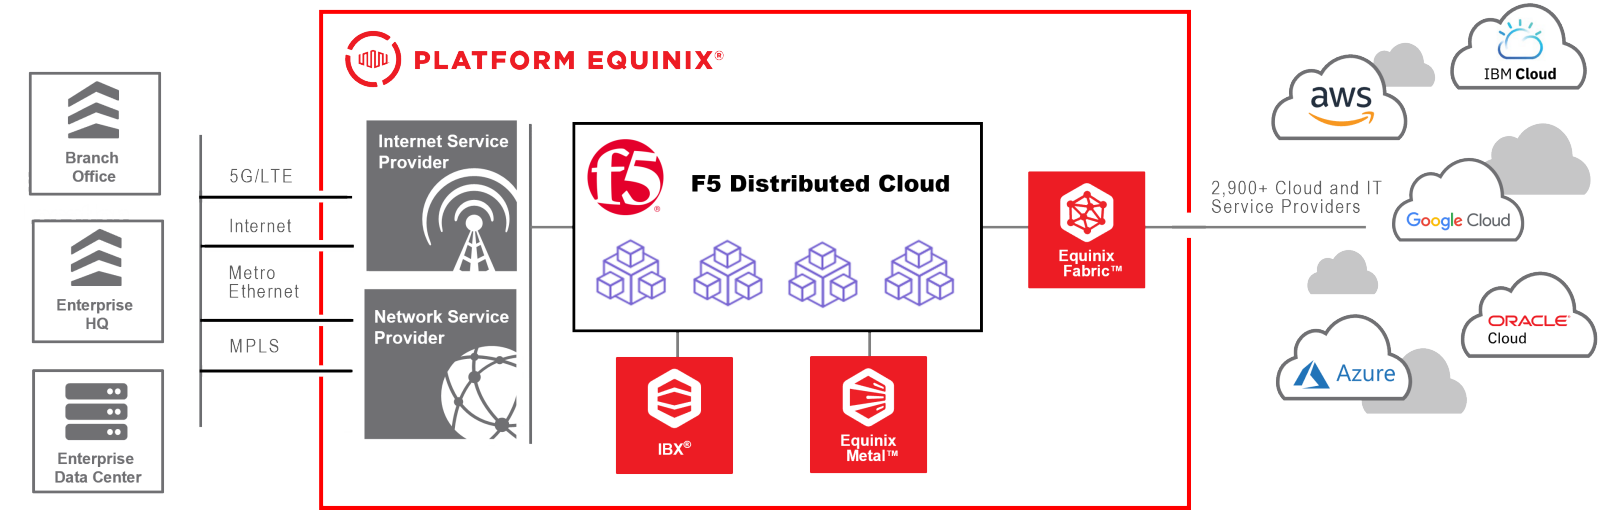 PLATFORM EQUINIX®
Branch
Office
Enterprise
HQ
Enterprise
Data Center
5G/LTE
Internet
Metro
Ethernet
MPLS
Internet Service
Provider
Network Service
Provider
f5®
F5 Distributed Cloud
IBX®
Equinix
Metal™
Equinix
Fabric™
2,900+ Cloud and IT
Service Providers
aws
IBM Cloud
Google Cloud
ORACLE®
Cloud
Azure